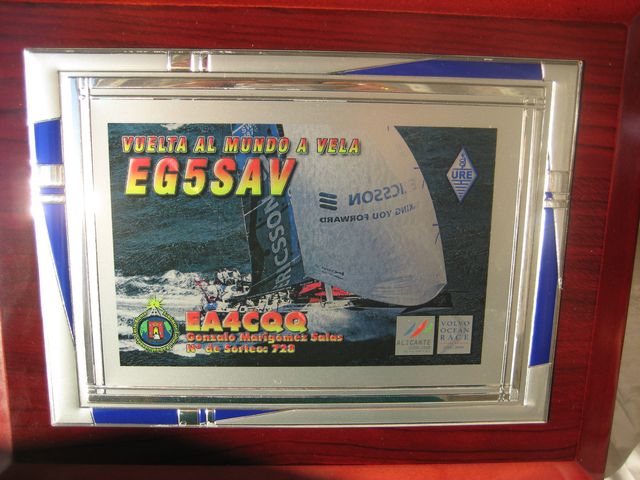 VUELTA AL MUNDO A VELA
EG5SAV
URE
ERICSSON
TAKING YOU FORWARD
ERICSSON
EA4CQQ
Gonzalo Marigómez Salas
Nº de Sorteo: 728
ALICANTE
VOLVO
OCEAN
RACE